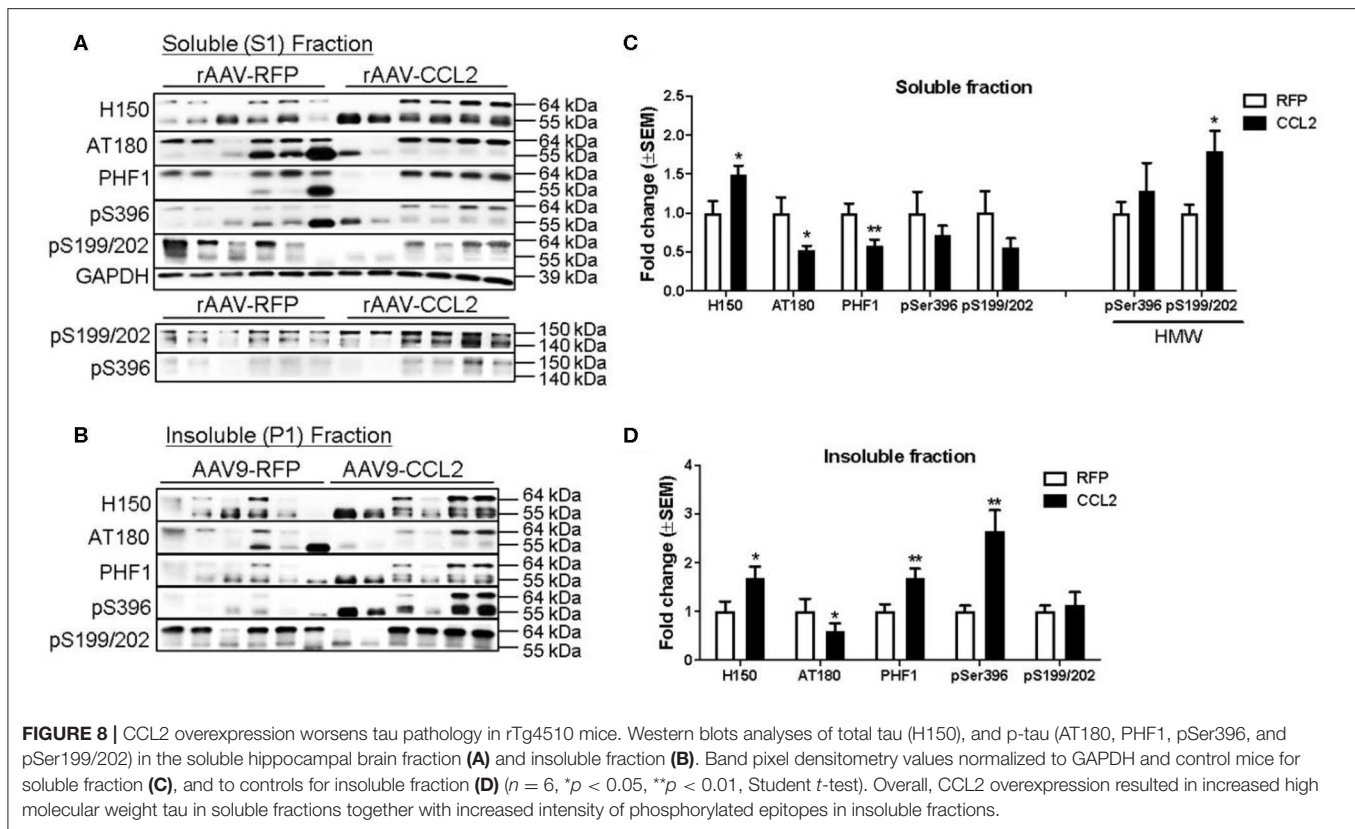 A
Soluble (S1) Fraction
rAAV-RFP rAAV-CCL2
H150
64 kDa
55 kDa
AT180
64 kDa
55 kDa
PHF1
64 kDa
55 kDa
pS396
64 kDa
55 kDa
pS199/202
64 kDa
55 kDa
GAPDH
39 kDa
rAAV-RFP rAAV-CCL2
pS199/202
150 kDa
140 kDa
pS396
150 kDa
140 kDa
B
Insoluble (P1) Fraction
AAV9-RFP AAV9-CCL2
H150
64 kDa
55 kDa
AT180
64 kDa
55 kDa
PHF1
64 kDa
55 kDa
pS396
64 kDa
55 kDa
pS199/202
64 kDa
55 kDa
C
Soluble fraction
RFP
CCL2
Fold change (±SEM)
2.5
2.0
1.5
1.0
0.5
0.0
* * ** *
H150 AT180 PHF1 pSer396 pS199/202 pSer396 pS199/202
HMW
D
Insoluble fraction
RFP
CCL2
Fold change (±SEM)
4
3
2
1
0
* * ** **
H150 AT180 PHF1 pSer396 pS199/202
FIGURE 8 | CCL2 overexpression worsens tau pathology in rTg4510 mice. Western blots analyses of total tau (H150), and p-tau (AT180, PHF1, pSer396, and
pSer199/202) in the soluble hippocampal brain fraction (A) and insoluble fraction (B). Band pixel densitometry values normalized to GAPDH and control mice for
soluble fraction (C), and to controls for insoluble fraction (D) (n = 6, *p < 0.05, **p < 0.01, Student t-test). Overall, CCL2 overexpression resulted in increased high
molecular weight tau in soluble fractions together with increased intensity of phosphorylated epitopes in insoluble fractions.